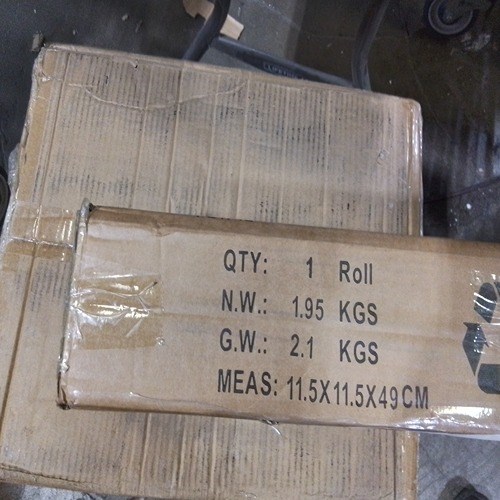 QTY: 1 Roll
N.W.: 1.95 KGS
G.W.: 2.1 KGS
MEAS: 11.5X11.5X49CM